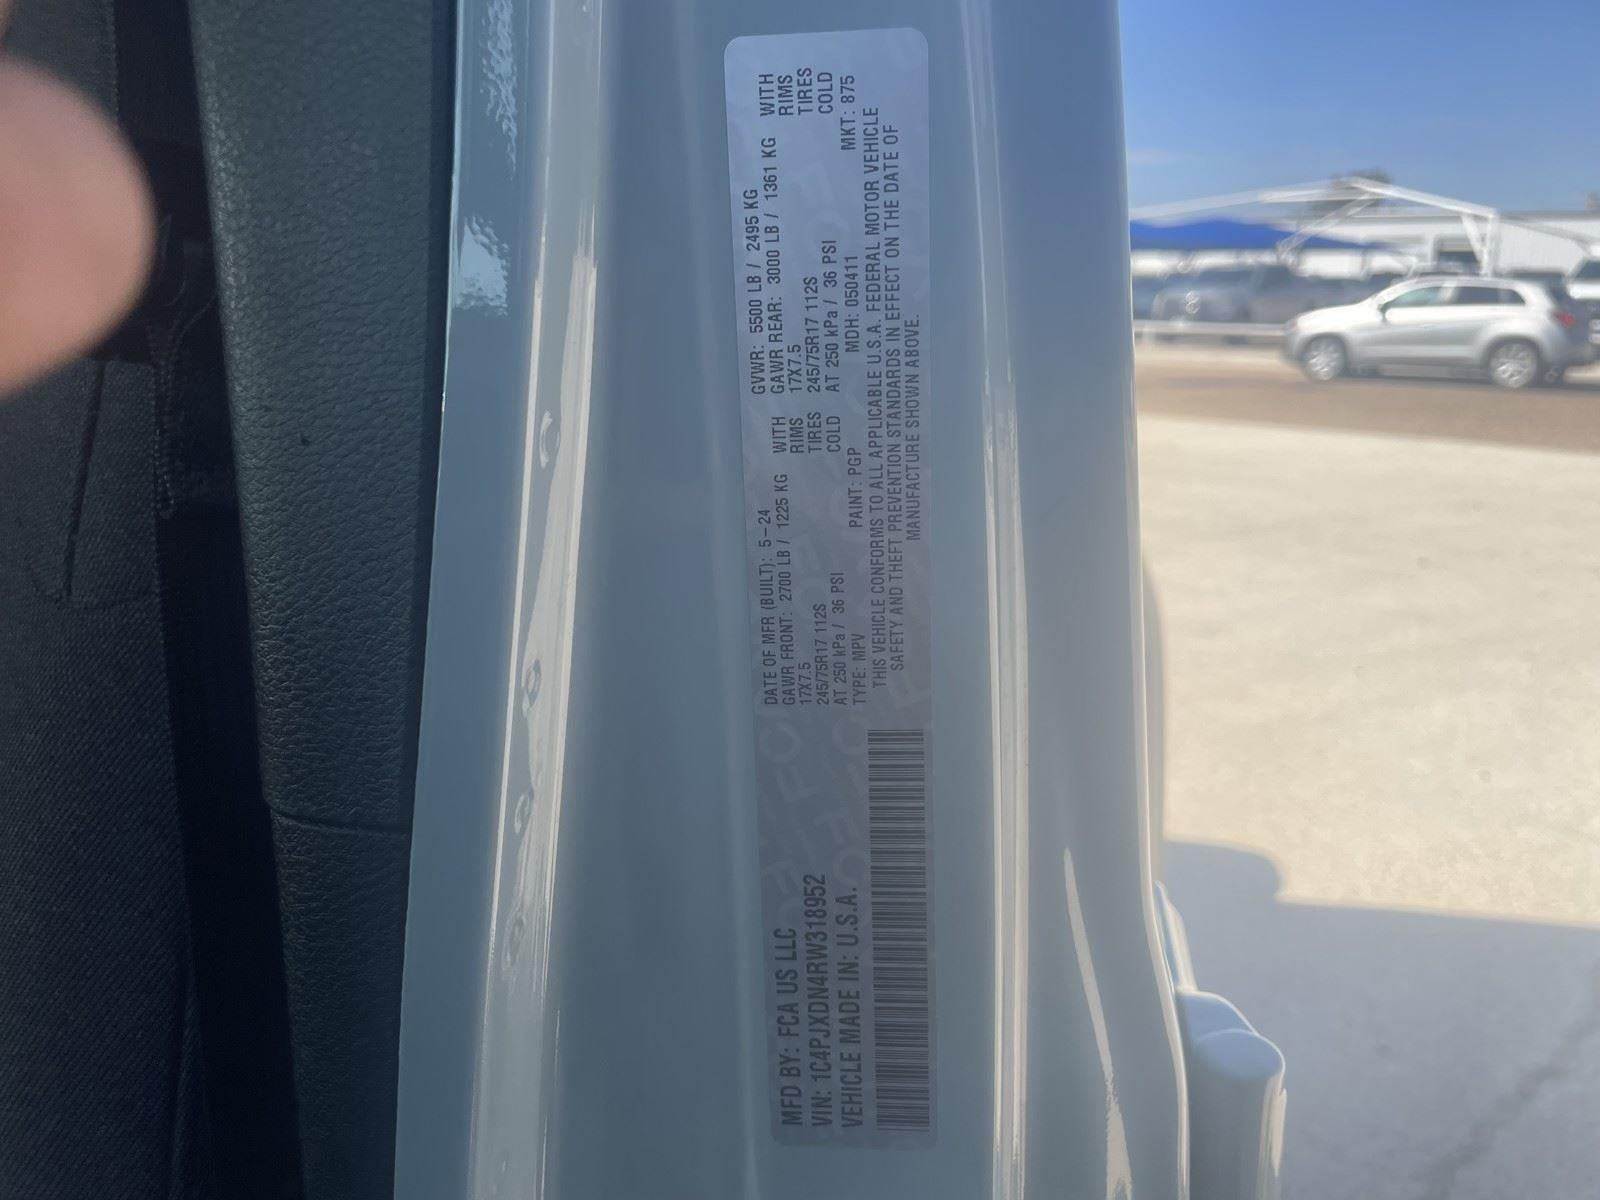 MFD BY: FCA US LLC
VIN: 1C4PJXDN4RW318952
VEHICLE MADE IN: U.S.A.
DATE OF MFR (BUILT): 5-24 GVWR: 5500 LB / 2495 KG
GAWR FRONT: 2700 LB / 1225 KG WITH GAWR REAR: 3000 LB / 1361 KG WITH
17X7.5 RIMS 17X7.5 RIMS
245/75R17 112S TIRES 245/75R17 112S TIRES
AT 250 kPa / 36 PSI COLD AT 250 kPa / 36 PSI COLD
TYPE: MPV PAINT: PGP MDH: 050411 MKT: 875
THIS VEHICLE CONFORMS TO ALL APPLICABLE U.S.A. FEDERAL MOTOR VEHICLE
SAFETY AND THEFT PREVENTION STANDARDS IN EFFECT ON THE DATE OF
MANUFACTURE SHOWN ABOVE.